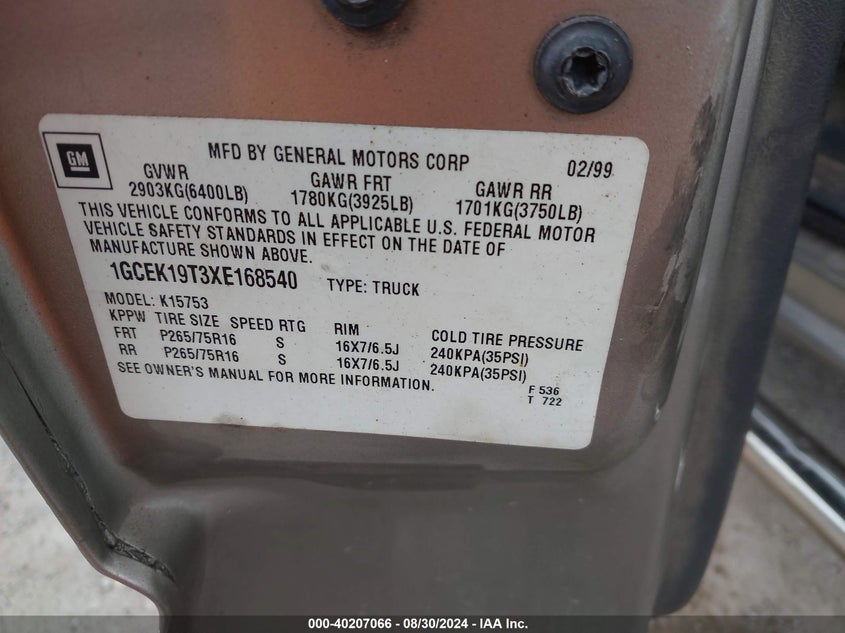 GM
MFD BY GENERAL MOTORS CORP 02/99
GVWR GAWR FRT GAWR RR
2903KG(6400LB) 1780KG(3925LB) 1701KG(3750LB)
THIS VEHICLE CONFORMS TO ALL APPLICABLE U.S. FEDERAL MOTOR
VEHICLE SAFETY STANDARDS IN EFFECT ON THE DATE OF
MANUFACTURE SHOWN ABOVE.
1GCEK19T3XE168540 TYPE: TRUCK
MODEL: K15753
KPPW TIRE SIZE SPEED RTG RIM COLD TIRE PRESSURE
FRT P265/75R16 S 16X7/6.5J 240KPA(35PSI)
RR P265/75R16 S 16X7/6.5J 240KPA(35PSI)
SEE OWNER'S MANUAL FOR MORE INFORMATION.
F 536
T 722
000-40207066 - 08/30/2024 - IAA Inc.